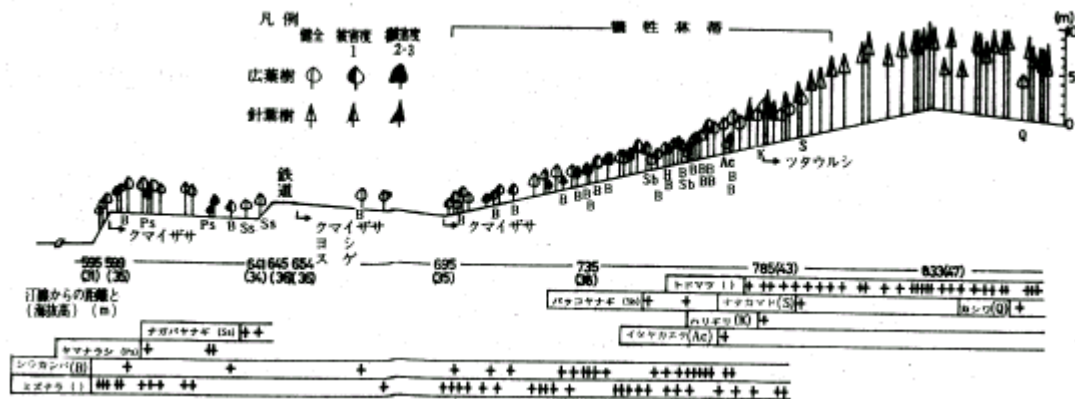 凡例
健全 被害度 被害度
1 2-3
広葉樹
針葉樹
犠牲林帯
(m)
10
5
0
鉄道
B Ps Ps B Ss Ss B B B B B B B B B Sb B B Sb B B B Ac B B K S Q
ツタウルシ
クマイザサ クマイザサ クマイザサ
ヨシ
スゲ
595 599 641 645 654 695 735 785(43) 833(47)
(31) (35) (34) (36)(36) (35) (38)
汀線からの距離と
(海抜高) (m)
トドマツ ( )
バッコヤナギ (Sb) ナナカマド(S) カシワ(Q)
ハリギリ(K)
イタヤカエデ(Ac)
ナガバヤナギ (Ss)
ヤマナラシ (Ps)
シラカンバ(B)
ミズナラ ( )